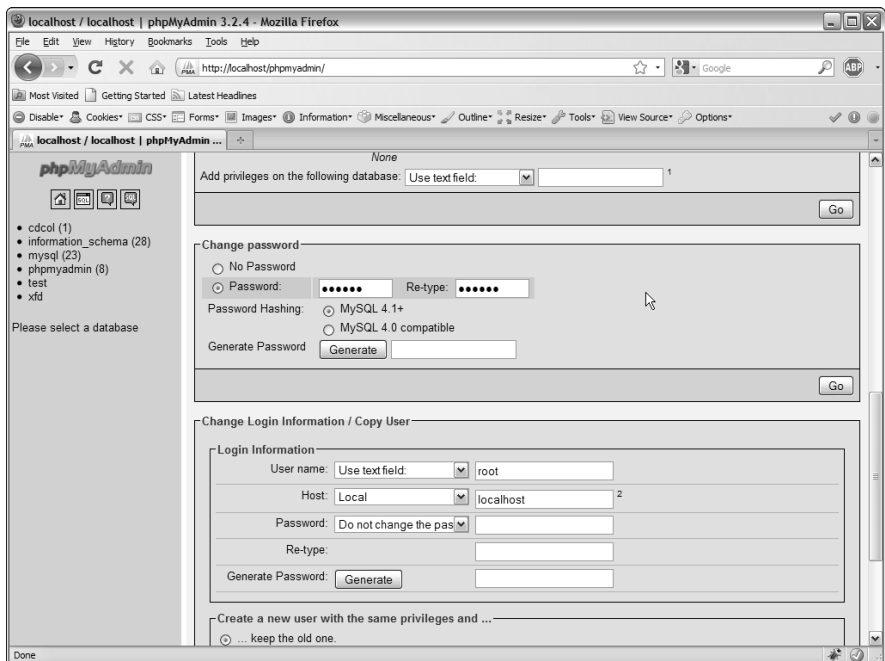 localhost / localhost | phpMyAdmin 3.2.4 - Mozilla Firefox
File Edit View History Bookmarks Tools Help
PMA http://localhost/phpmyadmin/ Google ABP
Most Visited Getting Started Latest Headlines
Disable Cookies CSS Forms Images Information Miscellaneous Outline Resize Tools View Source Options
PMA localhost / localhost | phpMyAdmin ...
phpMyAdmin
SQL
cdcol (1)
information_schema (28)
mysql (23)
phpmyadmin (8)
test
xfd
Please select a database
None
Add privileges on the following database: Use text field: 1
Go
Change password
No Password
Password: •••••• Re-type: ••••••
Password Hashing: MySQL 4.1+
MySQL 4.0 compatible
Generate Password Generate
Go
Change Login Information / Copy User
Login Information
User name: Use text field: root
Host: Local localhost 2
Password: Do not change the pas
Re-type:
Generate Password: Generate
Create a new user with the same privileges and ...
... keep the old one.
Done